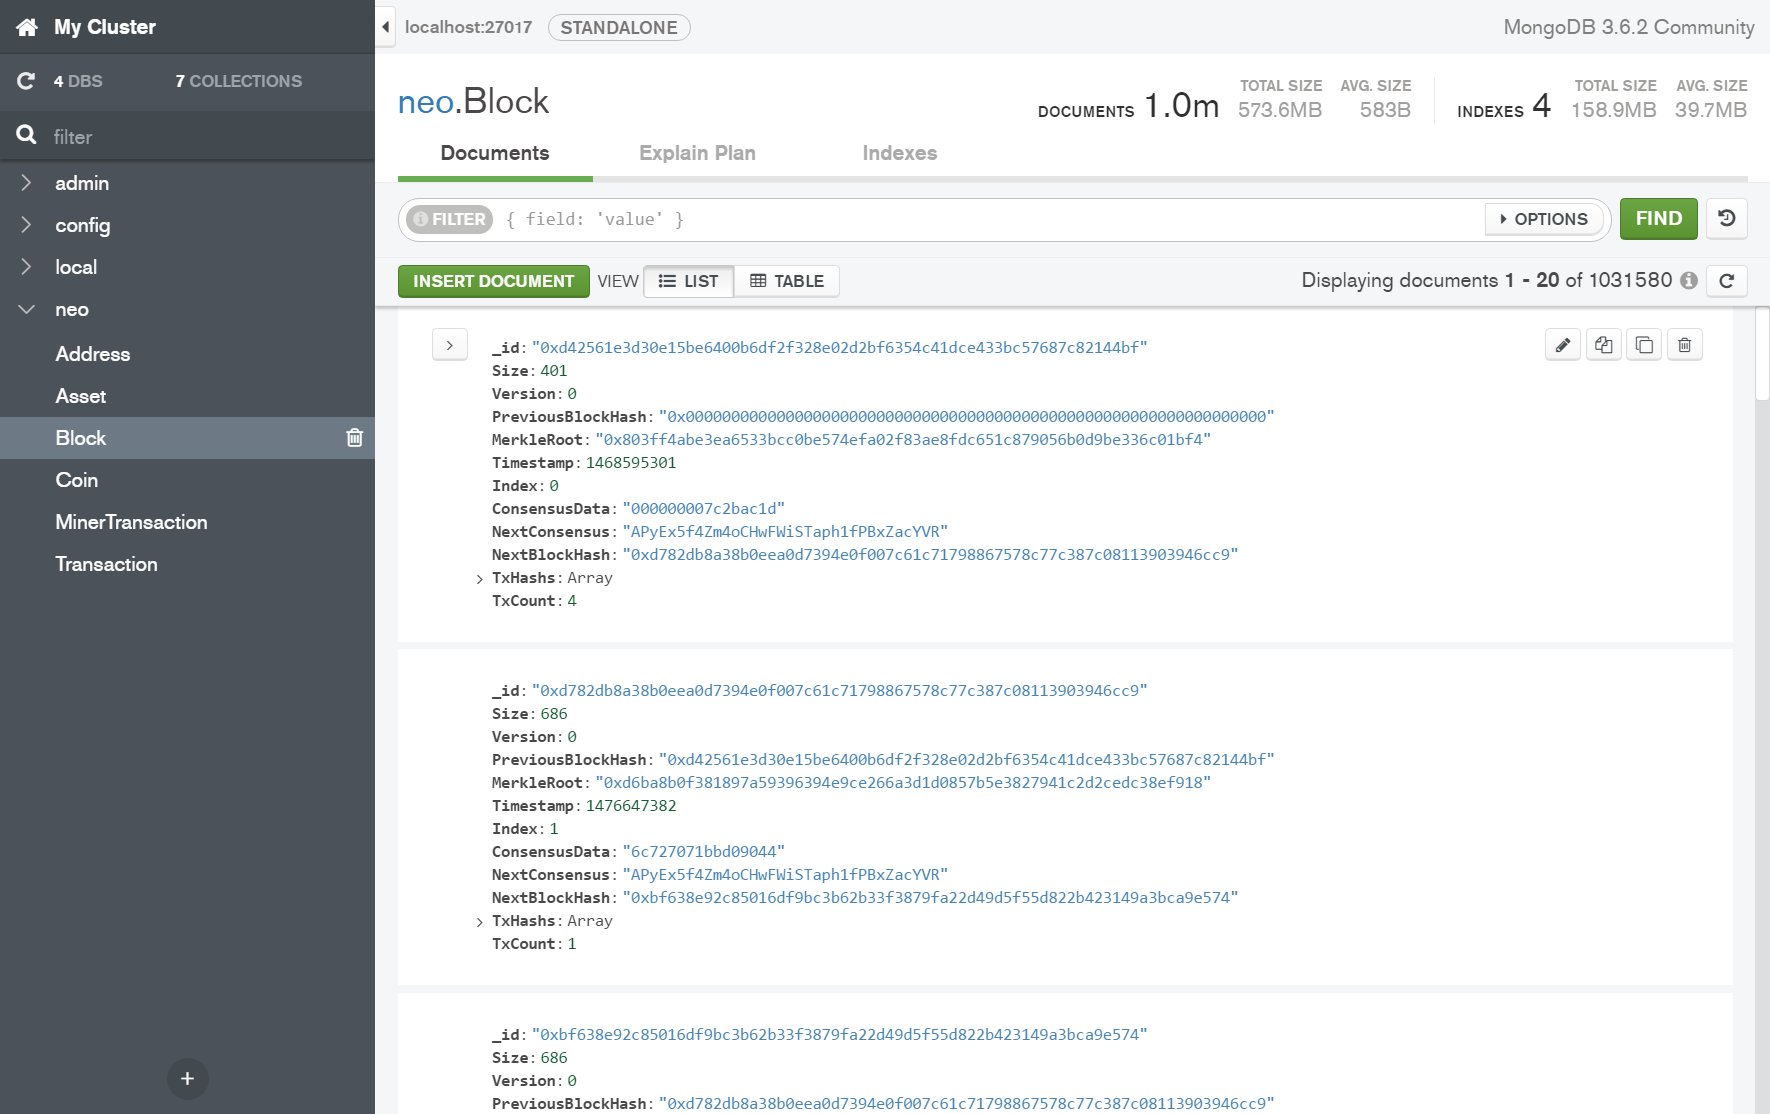 My Cluster
4 DBS 7 COLLECTIONS
filter
admin
config
local
neo
Address
Asset
Block
Coin
MinerTransaction
Transaction
+
localhost:27017 STANDALONE MongoDB 3.6.2 Community
neo.Block
DOCUMENTS 1.0m TOTAL SIZE 573.6MB AVG. SIZE 583B INDEXES 4 TOTAL SIZE 158.9MB AVG. SIZE 39.7MB
Documents Explain Plan Indexes
FILTER { field: 'value' } OPTIONS FIND
INSERT DOCUMENT VIEW LIST TABLE Displaying documents 1 - 20 of 1031580
_id: "0xd42561e3d30e15be6400b6df2f328e02d2bf6354c41dce433bc57687c82144bf"
Size: 401
Version: 0
PreviousBlockHash: "0x0000000000000000000000000000000000000000000000000000000000000000"
MerkleRoot: "0x803ff4abe3ea6533bcc0be574efa02f83ae8fdc651c879056b0d9be336c01bf4"
Timestamp: 1468595301
Index: 0
ConsensusData: "000000007c2bac1d"
NextConsensus: "APyEx5f4Zm4oCHwFWiSTaph1fPBxZacYVR"
NextBlockHash: "0xd782db8a38b0eea0d7394e0f007c61c71798867578c77c387c08113903946cc9"
TxHashs: Array
TxCount: 4
_id: "0xd782db8a38b0eea0d7394e0f007c61c71798867578c77c387c08113903946cc9"
Size: 686
Version: 0
PreviousBlockHash: "0xd42561e3d30e15be6400b6df2f328e02d2bf6354c41dce433bc57687c82144bf"
MerkleRoot: "0xd6ba8b0f381897a59396394e9ce266a3d1d0857b5e3827941c2d2cedc38ef918"
Timestamp: 1476647382
Index: 1
ConsensusData: "6c727071bbd09044"
NextConsensus: "APyEx5f4Zm4oCHwFWiSTaph1fPBxZacYVR"
NextBlockHash: "0xbf638e92c85016df9bc3b62b33f3879fa22d49d5f55d822b423149a3bca9e574"
TxHashs: Array
TxCount: 1
_id: "0xbf638e92c85016df9bc3b62b33f3879fa22d49d5f55d822b423149a3bca9e574"
Size: 686
Version: 0
PreviousBlockHash: "0xd782db8a38b0eea0d7394e0f007c61c71798867578c77c387c08113903946cc9"